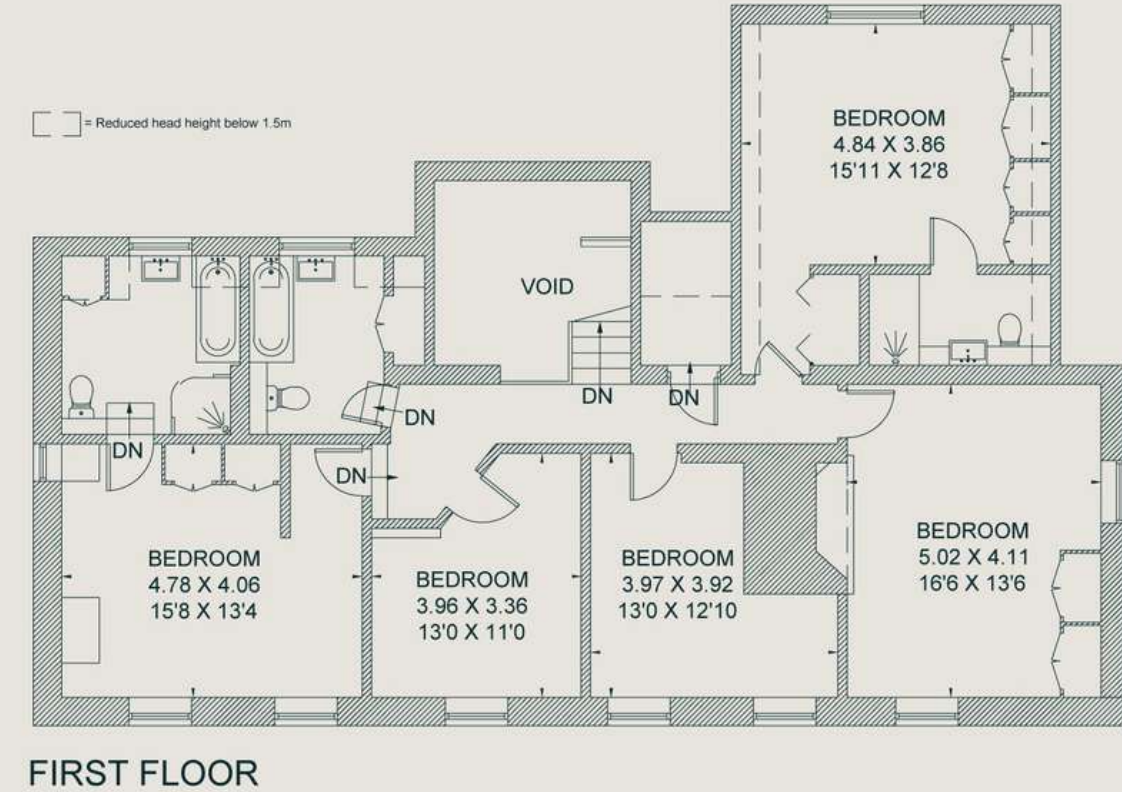 = Reduced head height below 1.5m
BEDROOM
4.84 X 3.86
15'11 X 12'8
VOID
DN
DN
DN
DN
DN
BEDROOM
4.78 X 4.06
15'8 X 13'4
BEDROOM
3.96 X 3.36
13'0 X 11'0
BEDROOM
3.97 X 3.92
13'0 X 12'10
BEDROOM
5.02 X 4.11
16'6 X 13'6
FIRST FLOOR